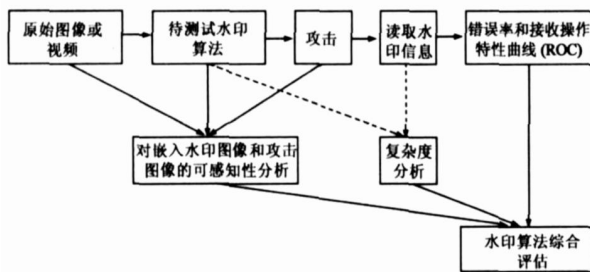 原始图像或
视频
待测试水印
算法
攻击
读取水
印信息
错误率和接收操作
特性曲线 (ROC)
对嵌入水印图像和攻击
图像的可感知性分析
复杂度
分析
水印算法综合
评估